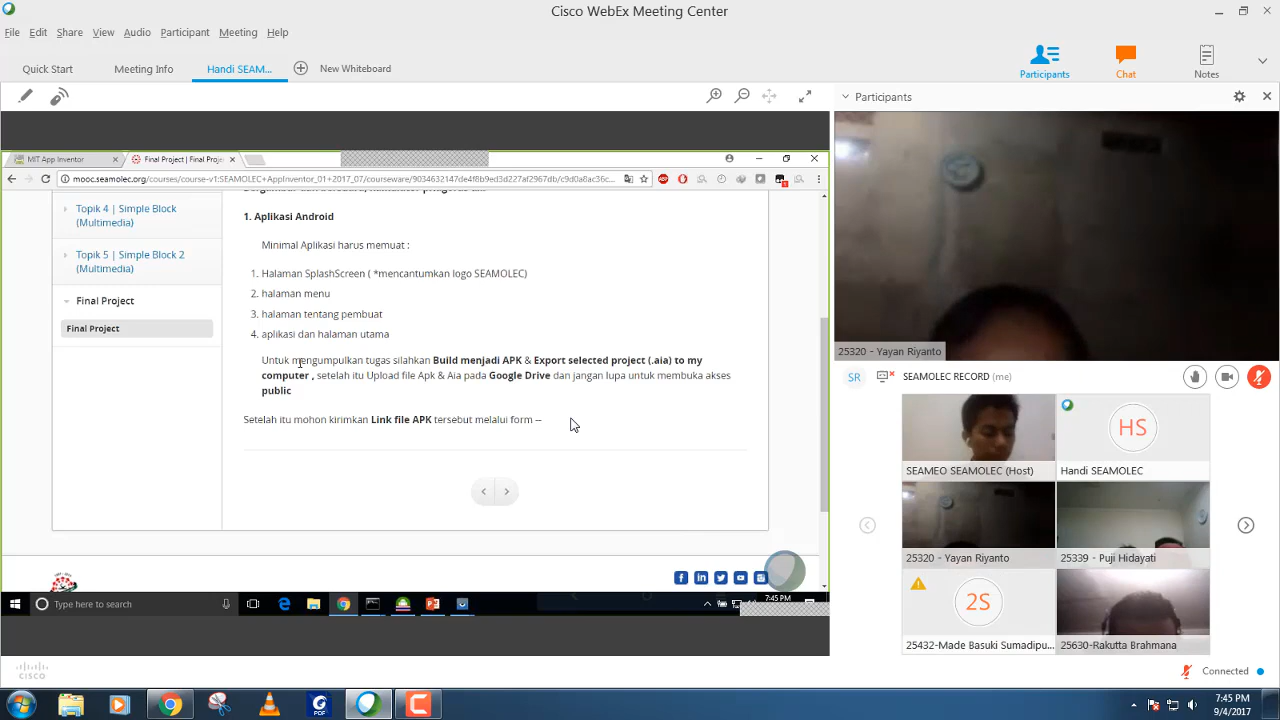 Cisco WebEx Meeting Center
File Edit Share View Audio Participant Meeting Help
Quick Start Meeting Info Handi SEAM... New Whiteboard
Participants Chat Notes
Participants
MIT App Inventor Final Project | Final Proje
mooc.seamolec.org/courses/course-v1:SEAMOLEC+AppInventor_01+2017_07/courseware/9034632147de4f8b9ed3d227af2967db/c9d0a8ac36c...
Topik 4 | Simple Block
(Multimedia)
Topik 5 | Simple Block 2
(Multimedia)
Final Project
Final Project
1. Aplikasi Android
Minimal Aplikasi harus memuat :
1. Halaman SplashScreen ( *mencantumkan logo SEAMOLEC)
2. halaman menu
3. halaman tentang pembuat
4. aplikasi dan halaman utama
Untuk mengumpulkan tugas silahkan Build menjadi APK & Export selected project (.aia) to my
computer , setelah itu Upload file Apk & Aia pada Google Drive dan jangan lupa untuk membuka akses
public
Setelah itu mohon kirimkan Link file APK tersebut melalui form --
Type here to search
7:45 PM
25320 - Yayan Riyanto
SR SEAMOLEC RECORD (me)
HS
SEAMEO SEAMOLEC (Host) Handi SEAMOLEC
25320 - Yayan Riyanto 25339 - Puji Hidayati
2S
25432-Made Basuki Sumadipu... 25630-Rakutta Brahmana
cisco
Connected
PDF
7:45 PM
9/4/2017